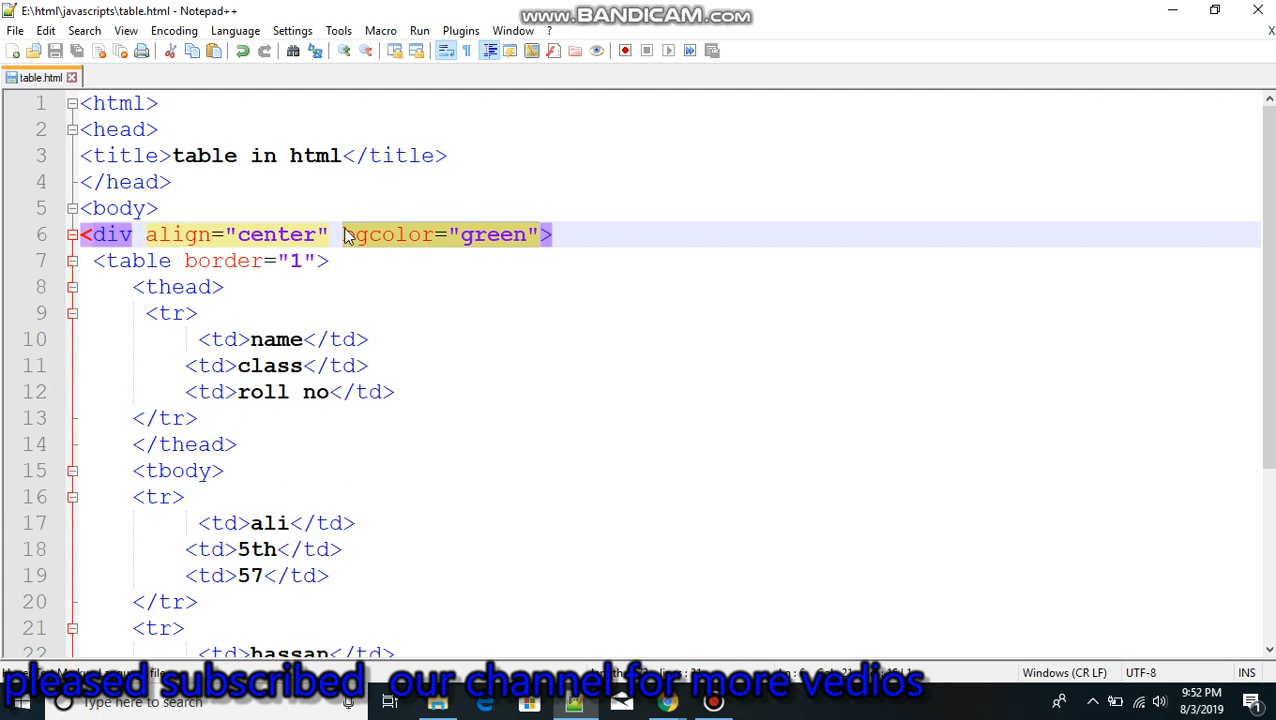 E:\html\javascripts\table.html - Notepad++
www.BANDICAM.com
File Edit Search View Encoding Language Settings Tools Macro Run Plugins Window ? X
table.html
1 <html>
2 <head>
3 <title>table in html</title>
4 </head>
5 <body>
6 <div align="center" bgcolor="green">
7 <table border="1">
8 <thead>
9 <tr>
10 <td>name</td>
11 <td>class</td>
12 <td>roll no</td>
13 </tr>
14 </thead>
15 <tbody>
16 <tr>
17 <td>ali</td>
18 <td>5th</td>
19 <td>57</td>
20 </tr>
21 <tr>
22 <td>hassan</td>
Windows (CR LF) UTF-8 INS
pleased subscribed our channel for more vedios
Type here to search
9:52 PM
8/3/2019